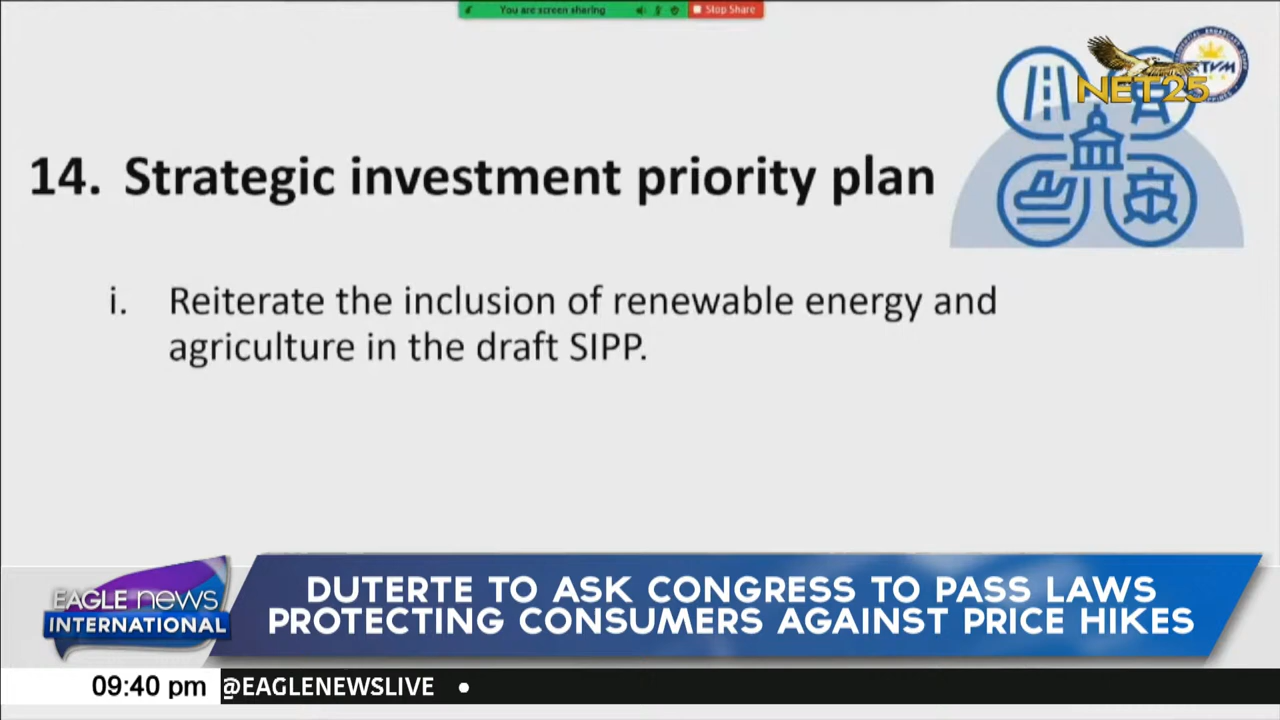 You are screen sharing
Stop Share
NET25
RTVM
14. Strategic investment priority plan
i. Reiterate the inclusion of renewable energy and
agriculture in the draft SIPP.
EAGLE NEWS
INTERNATIONAL
DUTERTE TO ASK CONGRESS TO PASS LAWS
PROTECTING CONSUMERS AGAINST PRICE HIKES
09:40 pm
@EAGLENEWSLIVE •